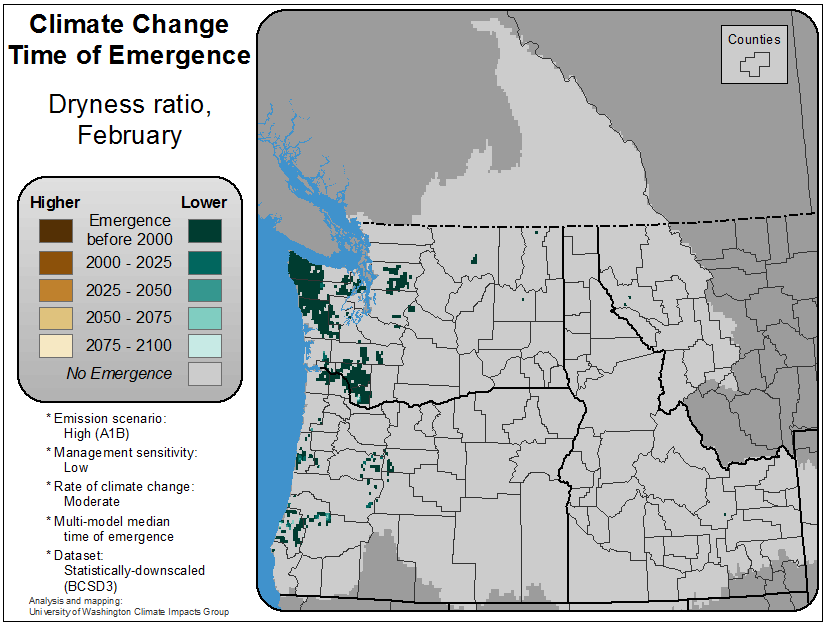 Climate Change
Time of Emergence
Dryness ratio,
February
Higher
Lower
Emergence
before 2000
2000 - 2025
2025 - 2050
2050 - 2075
2075 - 2100
No Emergence
* Emission scenario:
High (A1B)
* Management sensitivity:
Low
* Rate of climate change:
Moderate
* Multi-model median
time of emergence
* Dataset:
Statistically-downscaled
(BCSD3)
Analysis and mapping:
University of Washington Climate Impacts Group
Counties